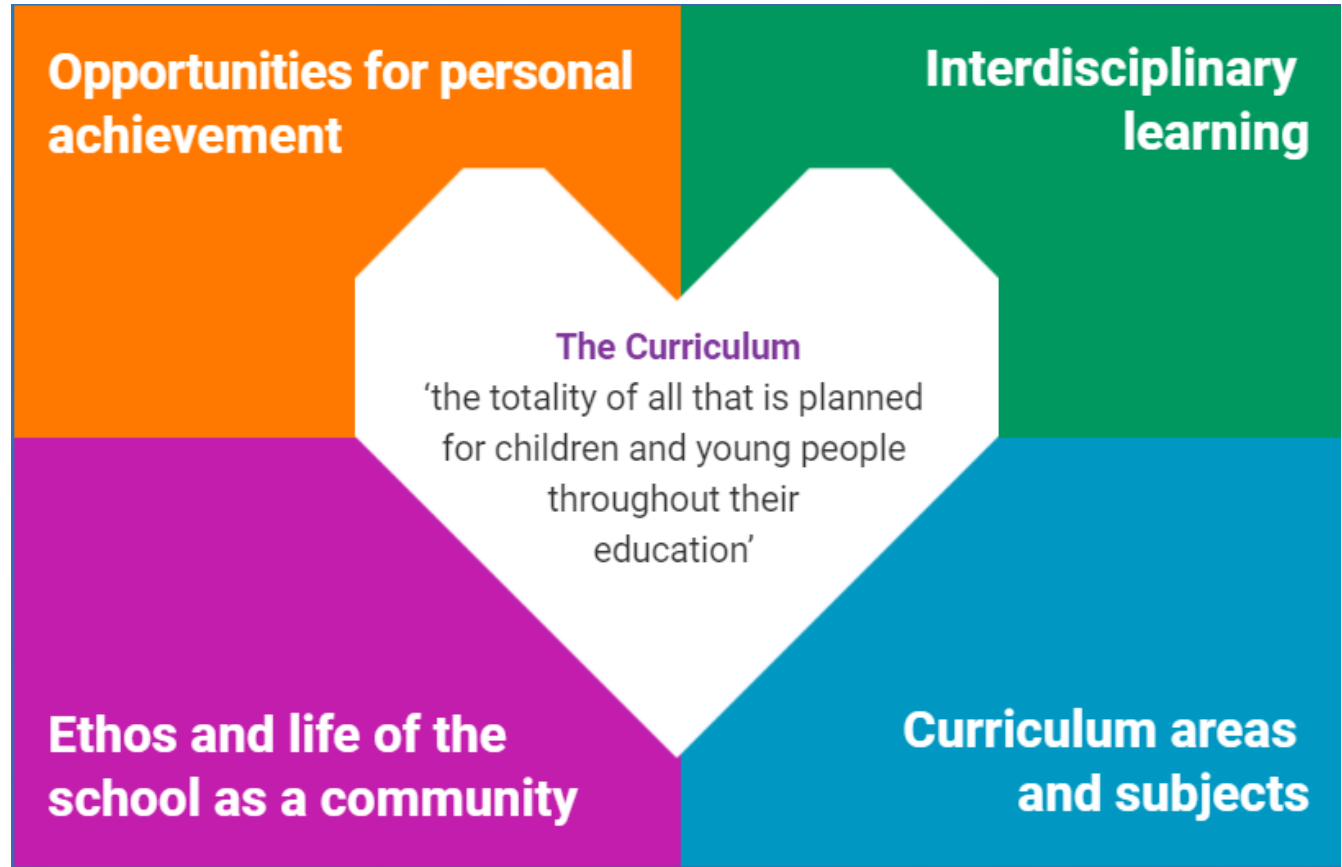 Opportunities for personal
achievement
Interdisciplinary
learning
The Curriculum
‘the totality of all that is planned
for children and young people
throughout their
education’
Ethos and life of the
school as a community
Curriculum areas
and subjects